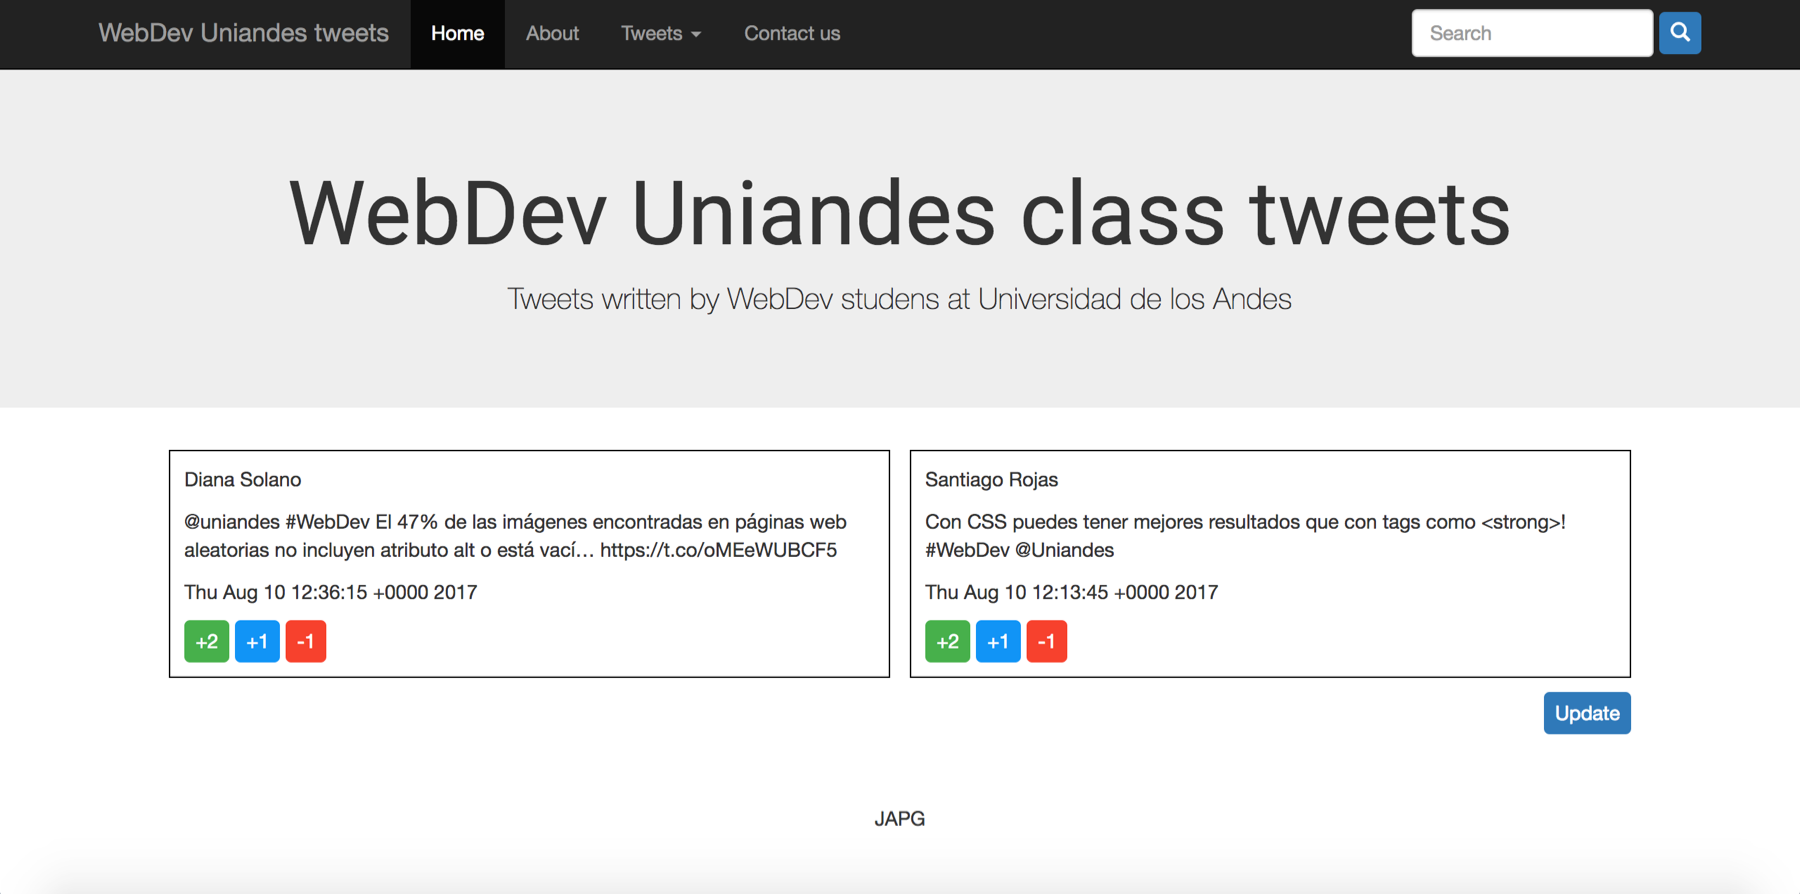 WebDev Uniandes tweets Home About Tweets Contact us Search
WebDev Uniandes class tweets
Tweets written by WebDev studens at Universidad de los Andes
Diana Solano
@uniandes #WebDev El 47% de las imágenes encontradas en páginas web
aleatorias no incluyen atributo alt o está vací… https://t.co/oMEeWUBCF5
Thu Aug 10 12:36:15 +0000 2017
+2 +1 -1
Santiago Rojas
Con CSS puedes tener mejores resultados que con tags como <strong>!
#WebDev @Uniandes
Thu Aug 10 12:13:45 +0000 2017
+2 +1 -1
Update
JAPG